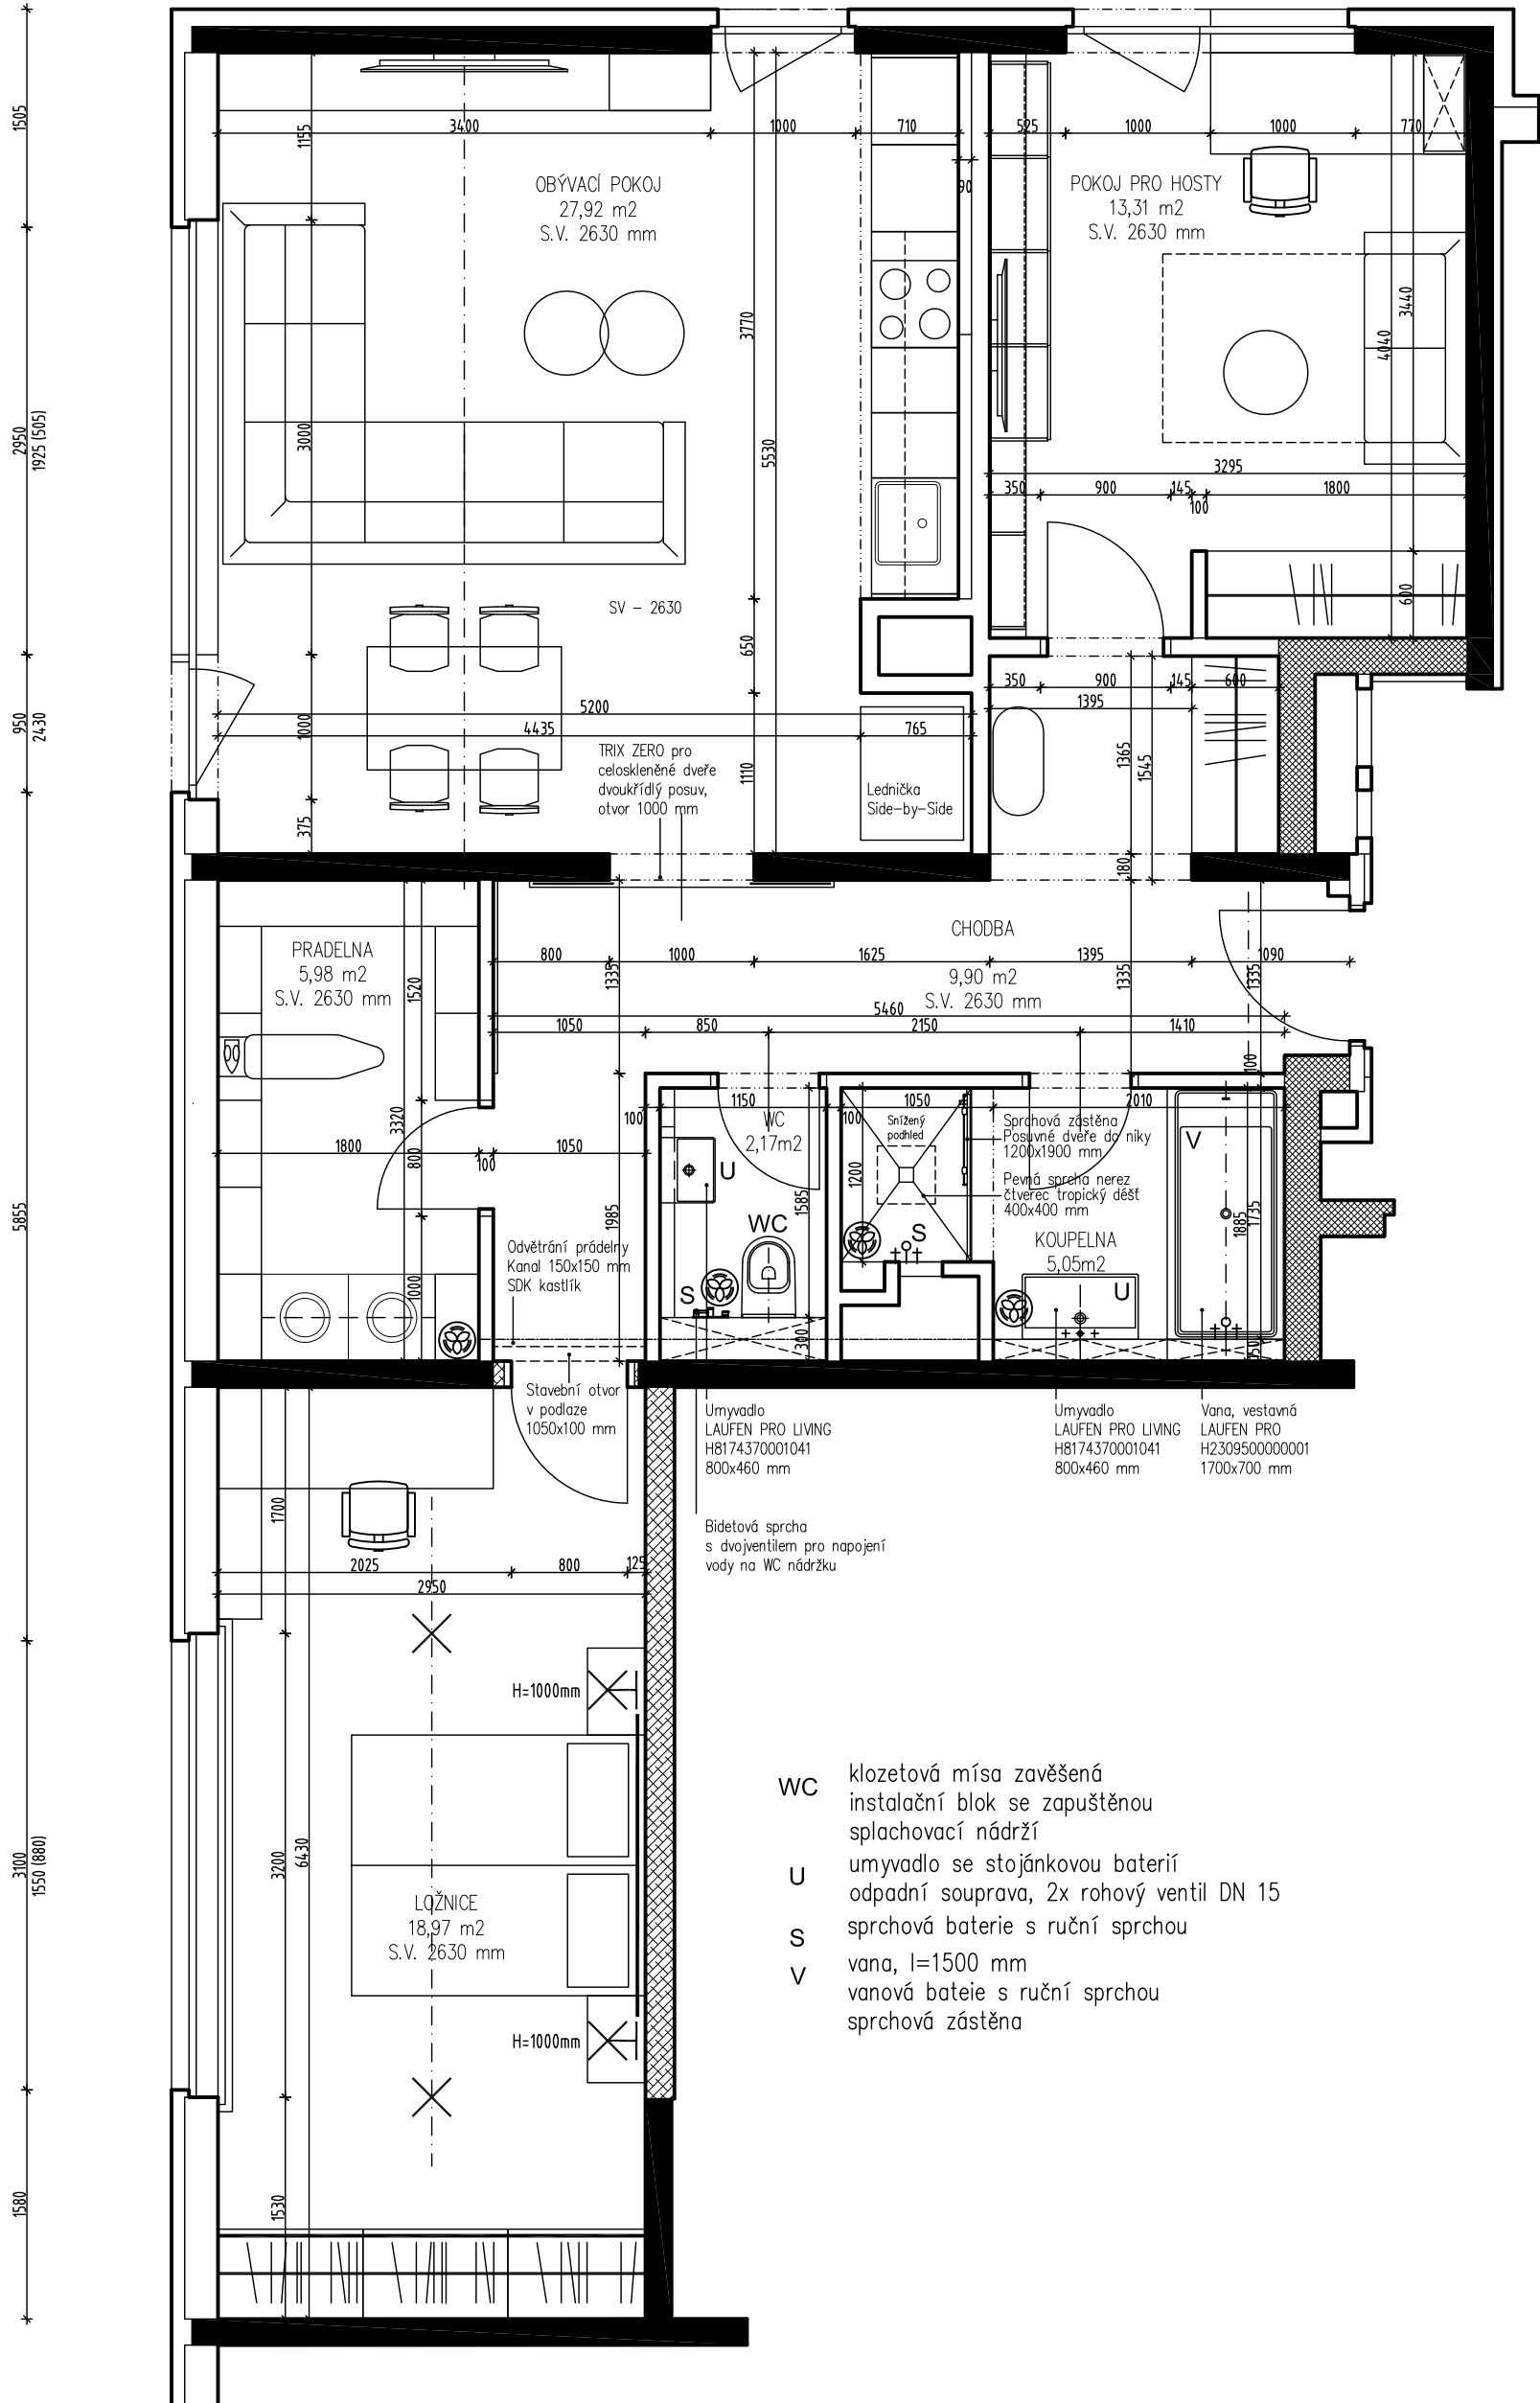 1505
2950
1925 (505)
950
2430
5855
3100
1550 (880)
1580
3400
1000
710
90
1155
OBÝVACÍ POKOJ
27,92 m2
S.V. 2630 mm
3770
5530
3000
SV – 2630
650
5200
4435
765
1000
375
1110
TRIX ZERO pro
celoskleněné dveře
dvoukřídlý posuv,
otvor 1000 mm
Lednička
Side–by–Side
525
1000
1000
770
POKOJ PRO HOSTY
13,31 m2
S.V. 2630 mm
3440
4040
3295
350
900
145
100
1800
600
350
900
145
600
1395
1365
1545
180
PRADELNA
5,98 m2
S.V. 2630 mm
1520
3320
800
1800
100
1050
1000
CHODBA
9,90 m2
S.V. 2630 mm
800
1000
1625
1395
1090
1335
1335
1335
5460
1050
850
2150
1410
100
1985
Odvětrání prádelny
Kanal 150x150 mm
SDK kastlík
100
1150
WC
2,17m2
U
WC
S
1585
300
100
1050
2010
Snížený
podhled
1200
S
Sprchová zástěna
Posuvné dveře do niky
1200x1900 mm
Pevná sprcha nerez
čtverec tropický déšť
400x400 mm
KOUPELNA
5,05m2
U
V
1885
1735
150
Stavební otvor
v podlaze
1050x100 mm
Umyvadlo
LAUFEN PRO LIVING
H8174370001041
800x460 mm
Umyvadlo
LAUFEN PRO LIVING
H8174370001041
800x460 mm
Vana, vestavná
LAUFEN PRO
H2309500000001
1700x700 mm
Bidetová sprcha
s dvojventilem pro napojení
vody na WC nádržku
1700
2025
800
125
2950
H=1000mm
3200
6430
LOŽNICE
18,97 m2
S.V. 2630 mm
H=1000mm
1530
WC
klozetová mísa zavěšená
instalační blok se zapuštěnou
splachovací nádrží
U
umyvadlo se stojánkovou baterií
odpadní souprava, 2x rohový ventil DN 15
S
sprchová baterie s ruční sprchou
V
vana, l=1500 mm
vanová bateie s ruční sprchou
sprchová zástěna